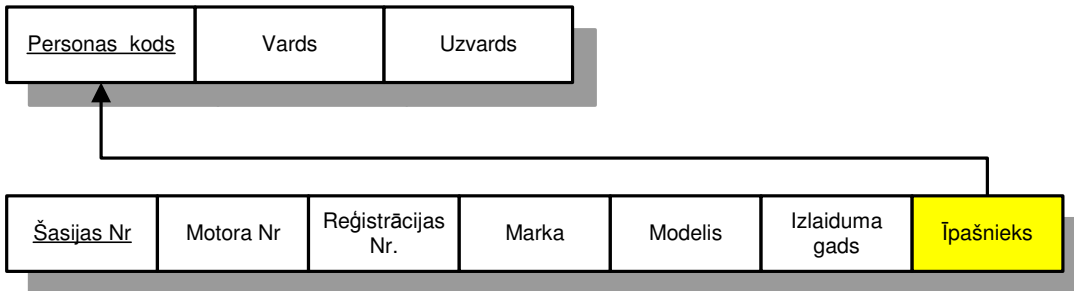 Personas kods
Vards
Uzvards
Šasijas Nr
Motora Nr
Reģistrācijas
Nr.
Marka
Modelis
Izlaiduma
gads
Īpašnieks